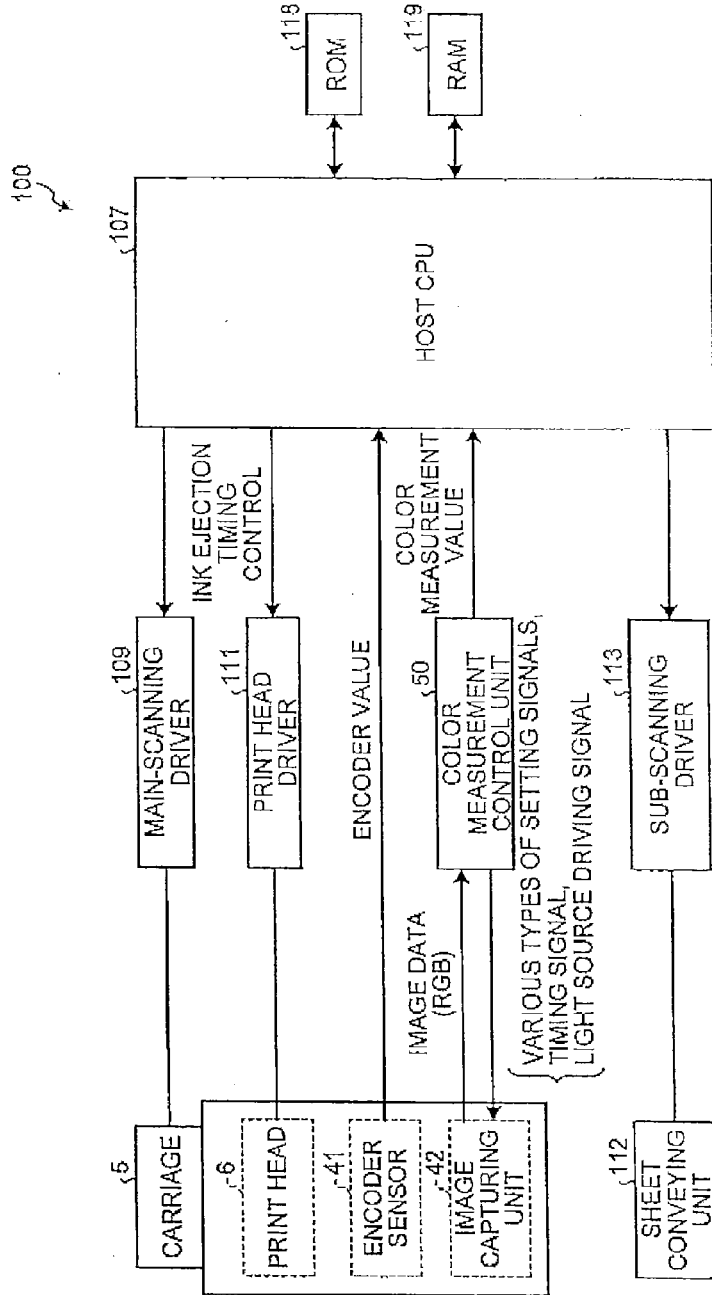 100
5
CARRIAGE
6
PRINT HEAD
41
ENCODER
SENSOR
42
IMAGE
CAPTURING
UNIT
112
SHEET
CONVEYING
UNIT
109
MAIN-SCANNING
DRIVER
111
PRINT HEAD
DRIVER
INK EJECTION
TIMING
CONTROL
ENCODER VALUE
IMAGE DATA
(RGB)
50
COLOR
MEASUREMENT
CONTROL UNIT
COLOR
MEASUREMENT
VALUE
VARIOUS TYPES OF SETTING SIGNALS,
TIMING SIGNAL,
LIGHT SOURCE DRIVING SIGNAL
113
SUB-SCANNING
DRIVER
107
HOST CPU
118
ROM
119
RAM